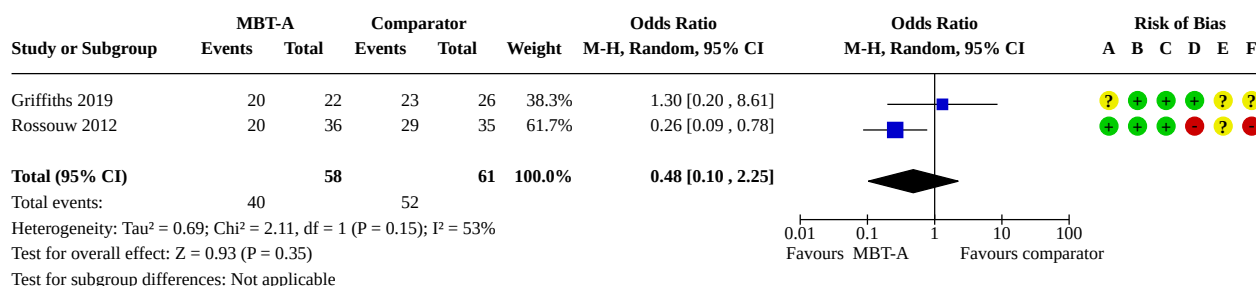 MBT-A Comparator Odds Ratio Odds Ratio Risk of Bias
Study or Subgroup Events Total Events Total Weight M-H, Random, 95% CI M-H, Random, 95% CI A B C D E F
Griffiths 2019 20 22 23 26 38.3% 1.30 [0.20 , 8.61] ? + + + ? ?
Rossouw 2012 20 36 29 35 61.7% 0.26 [0.09 , 0.78] + + + - ? -
Total (95% CI) 58 61 100.0% 0.48 [0.10 , 2.25]
Total events: 40 52
Heterogeneity: Tau² = 0.69; Chi² = 2.11, df = 1 (P = 0.15); I² = 53%
0.01 0.1 1 10 100
Test for overall effect: Z = 0.93 (P = 0.35) Favours MBT-A Favours comparator
Test for subgroup differences: Not applicable